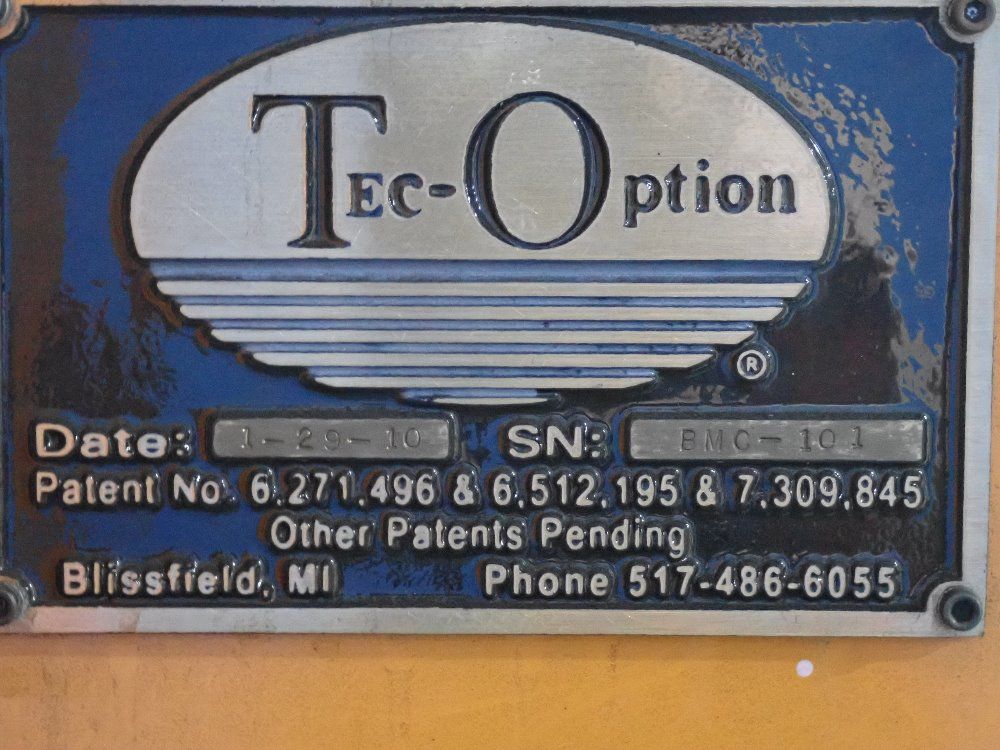 Tec-Option
®
Date: 1-29-10 SN: BMC-101
Patent No. 6,271,496 & 6,512,195 & 7,309,845
Other Patents Pending
Blissfield, MI Phone 517-486-6055